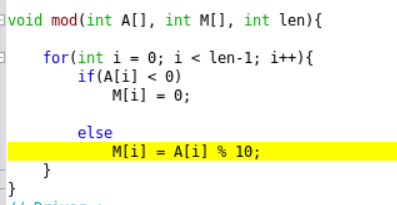 void mod(int A[], int M[], int len){
for(int i = 0; i < len-1; i++){
if(A[i] < 0)
M[i] = 0;
else
M[i] = A[i] % 10;
}
}